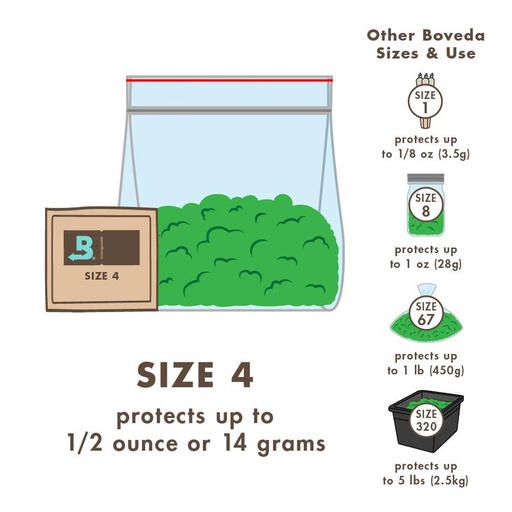 Other Boveda
Sizes & Use
SIZE
1
protects up
to 1/8 oz (3.5g)
SIZE
8
protects up
to 1 oz (28g)
SIZE
67
protects up
to 1 lb (450g)
SIZE
320
protects up
to 5 lbs (2.5kg)
B
SIZE 4
SIZE 4
protects up to
1/2 ounce or 14 grams